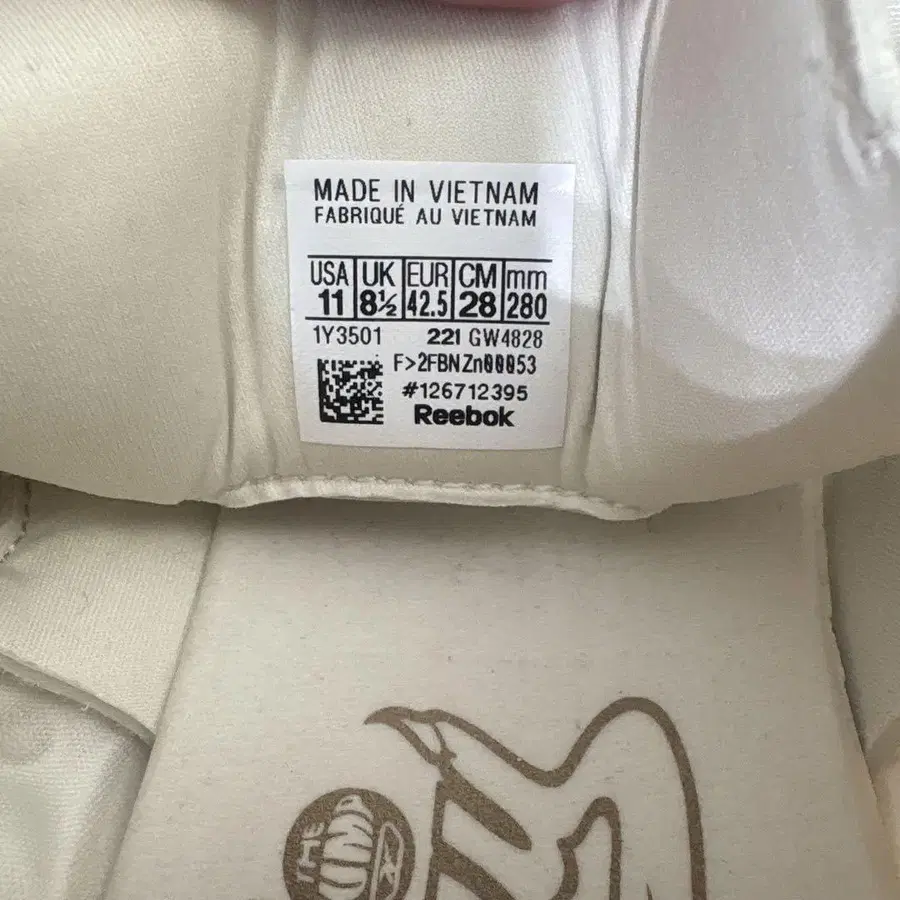 MADE IN VIETNAM
FABRIQUÉ AU VIETNAM
USA UK EUR CM mm
11 8½ 42.5 28 280
1Y3501 221 GW4828
F>2FBNZn00053
#126712395
Reebok
THE